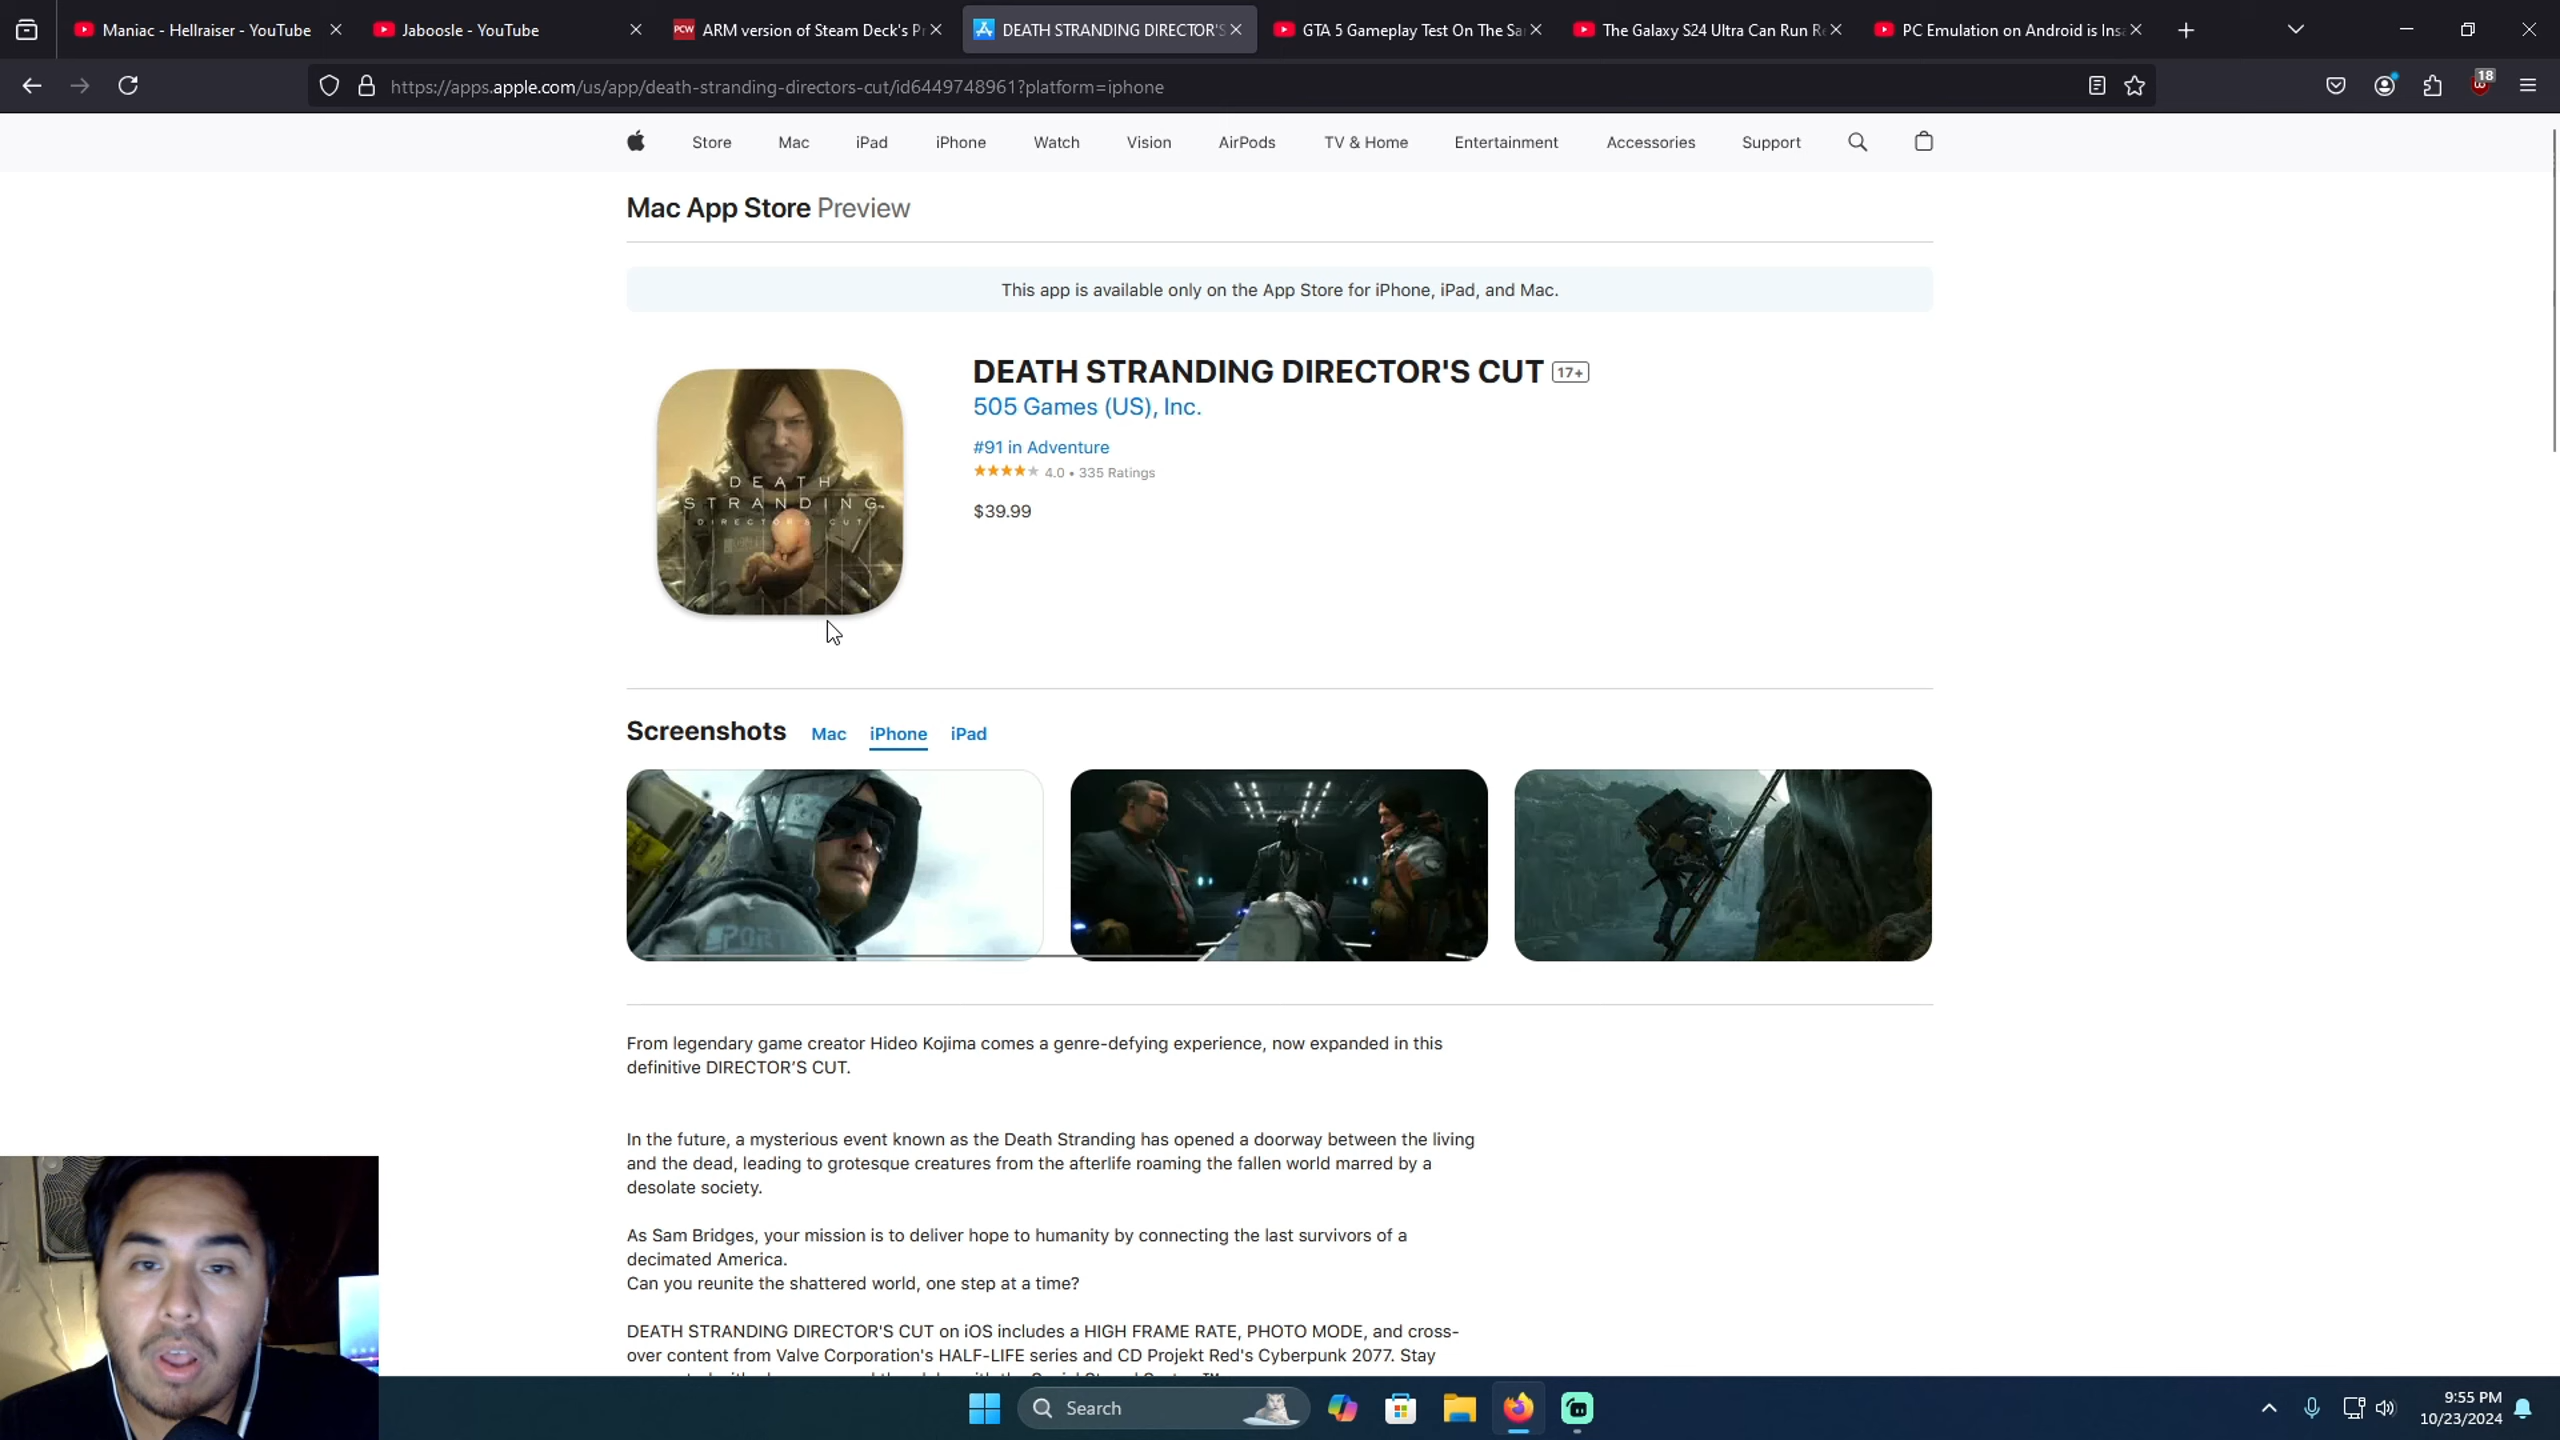 Maniac - Hellraiser - YouTube
Jaboosle - YouTube
PCW ARM version of Steam Deck's Pr
DEATH STRANDING DIRECTOR'S
GTA 5 Gameplay Test On The Sa
The Galaxy S24 Ultra Can Run Re
PC Emulation on Android is Insa
https://apps.apple.com/us/app/death-stranding-directors-cut/id6449748961?platform=iphone
18
Store Mac iPad iPhone Watch Vision AirPods TV & Home Entertainment Accessories Support
Mac App Store Preview
This app is available only on the App Store for iPhone, iPad, and Mac.
DEATH STRANDING DIRECTOR'S CUT 17+
505 Games (US), Inc.
#91 in Adventure
4.0 • 335 Ratings
$39.99
DEATH
STRANDING
DIRECTOR'S CUT
Screenshots Mac iPhone iPad
From legendary game creator Hideo Kojima comes a genre-defying experience, now expanded in this
definitive DIRECTOR'S CUT.
In the future, a mysterious event known as the Death Stranding has opened a doorway between the living
and the dead, leading to grotesque creatures from the afterlife roaming the fallen world marred by a
desolate society.
As Sam Bridges, your mission is to deliver hope to humanity by connecting the last survivors of a
decimated America.
Can you reunite the shattered world, one step at a time?
DEATH STRANDING DIRECTOR'S CUT on iOS includes a HIGH FRAME RATE, PHOTO MODE, and cross-
over content from Valve Corporation's HALF-LIFE series and CD Projekt Red's Cyberpunk 2077. Stay
Search
9:55 PM
10/23/2024